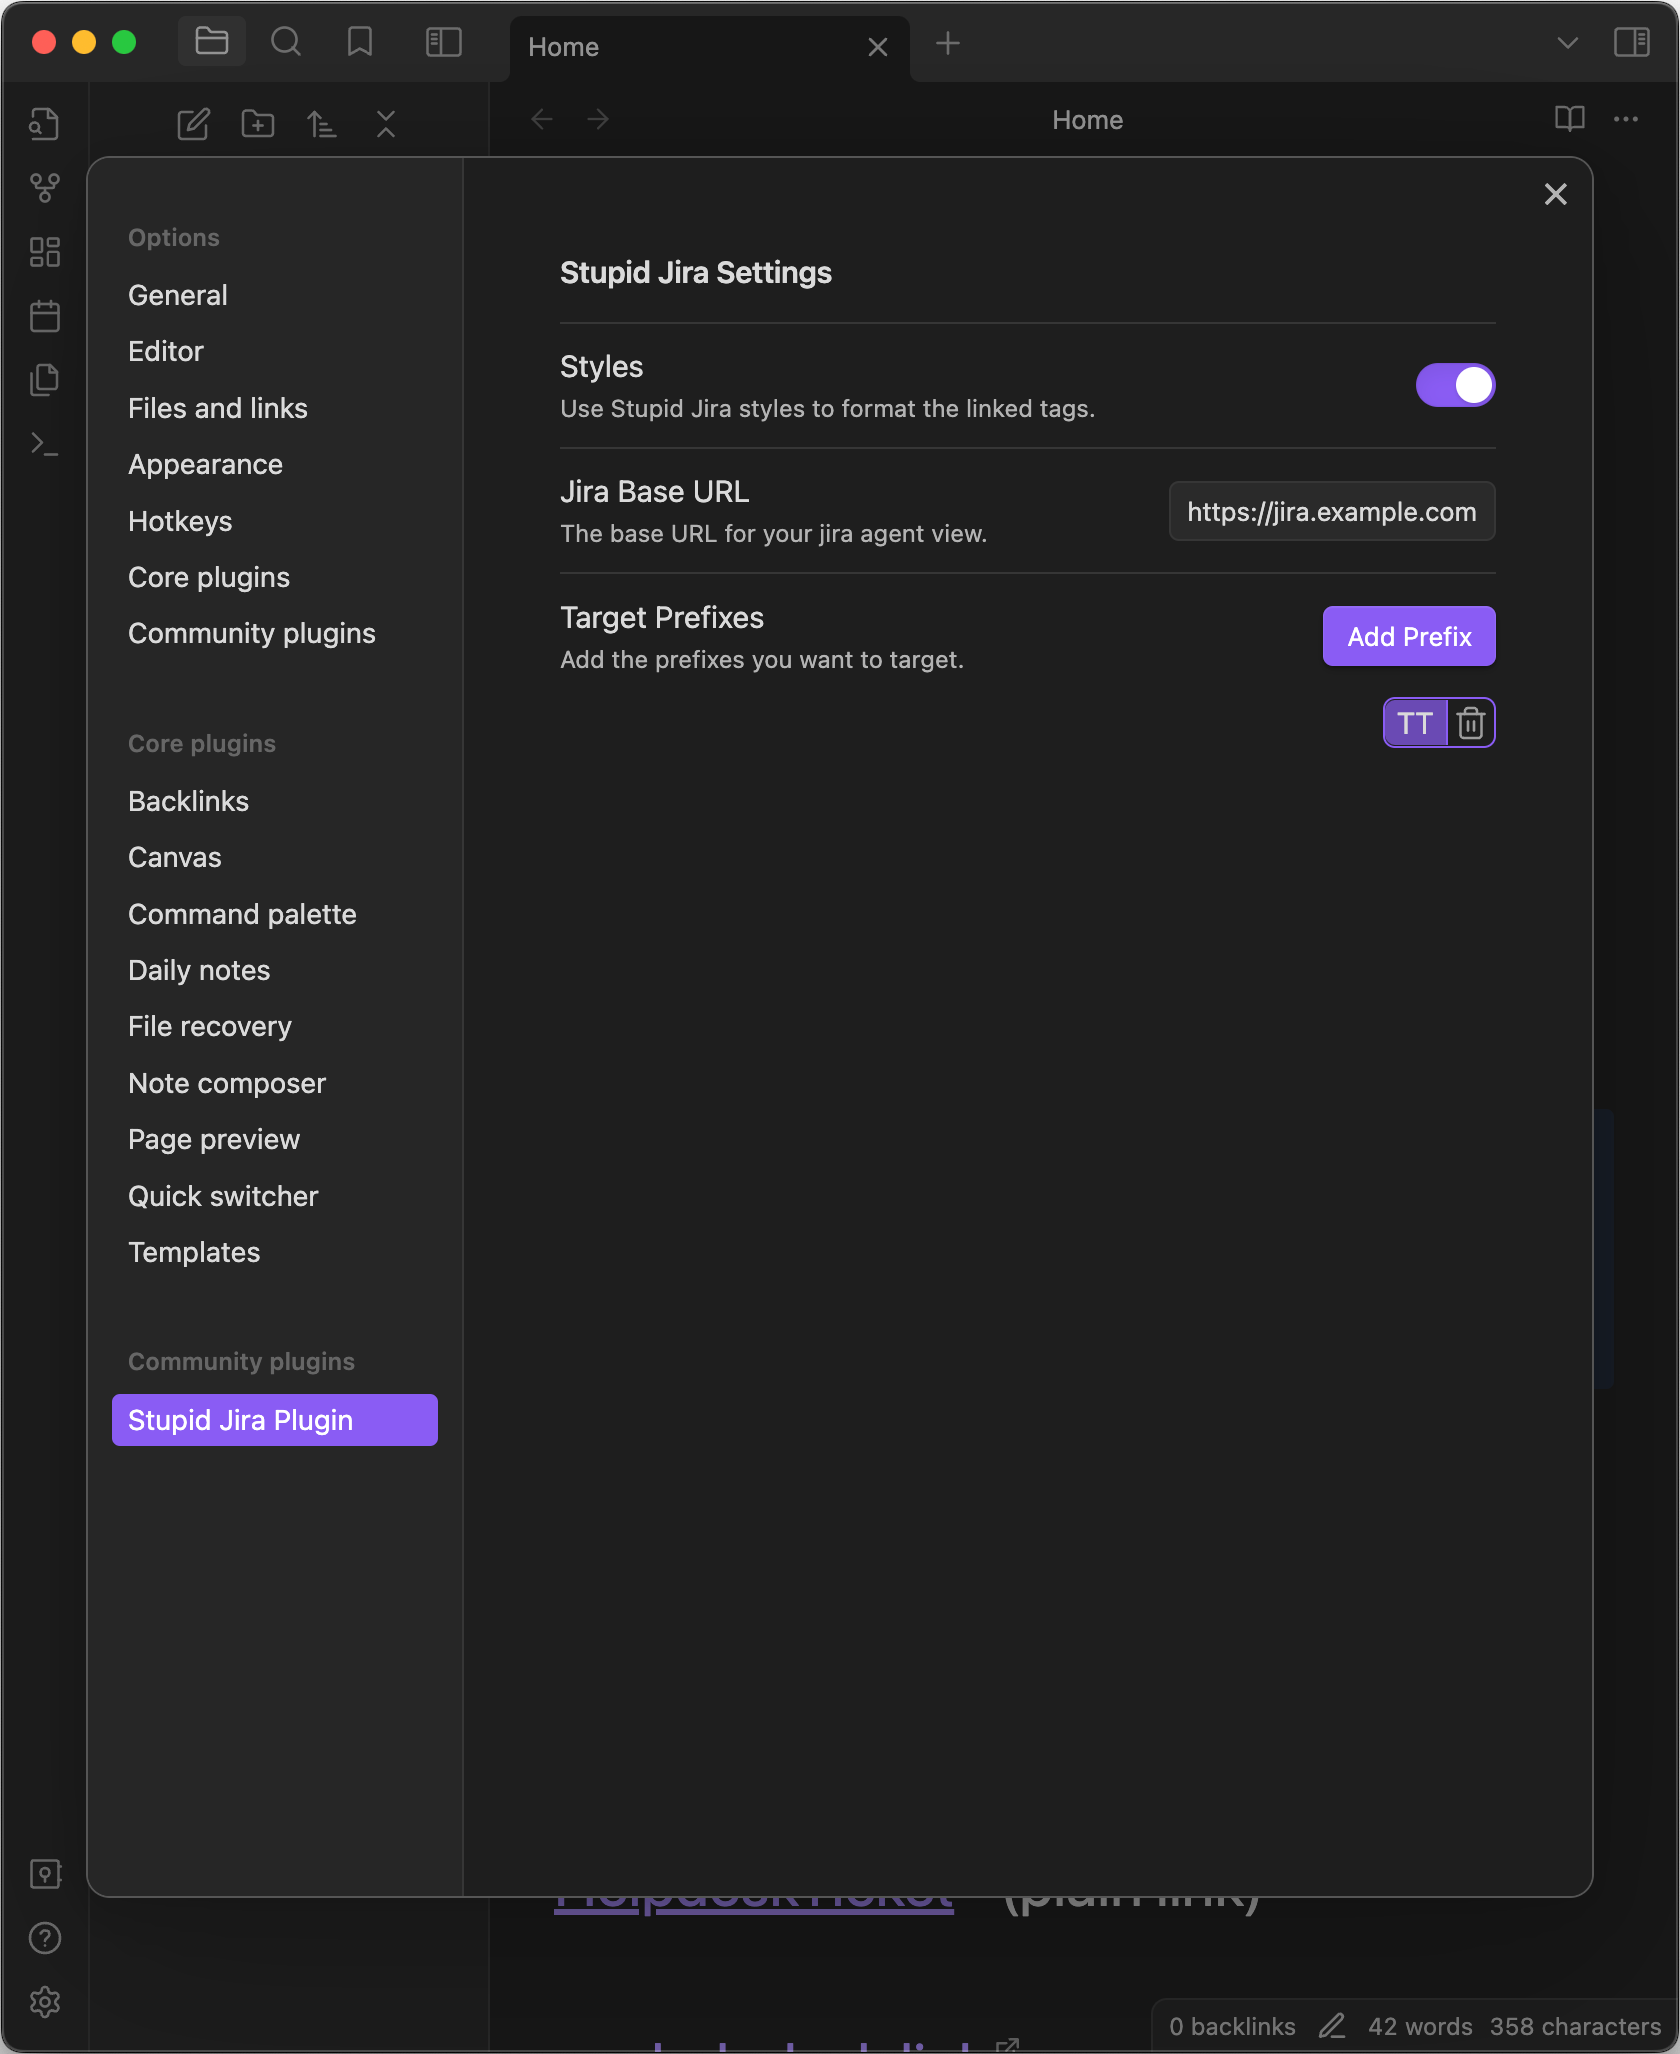 Home
Home
Options
General
Editor
Files and links
Appearance
Hotkeys
Core plugins
Community plugins
Core plugins
Backlinks
Canvas
Command palette
Daily notes
File recovery
Note composer
Page preview
Quick switcher
Templates
Community plugins
Stupid Jira Plugin
Stupid Jira Settings
Styles
Use Stupid Jira styles to format the linked tags.
Jira Base URL
The base URL for your jira agent view.
https://jira.example.com
Target Prefixes
Add the prefixes you want to target.
Add Prefix
TT
(plain link)
0 backlinks 42 words 358 characters